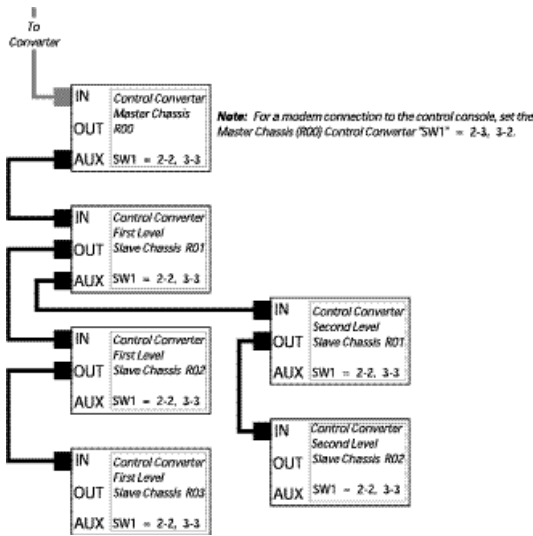 To
Converter
IN
OUT
AUX
Control Converter
Master Chassis
R00
SW1 = 2-2, 3-3
Note: For a modem connection to the control console, set the
Master Chassis (R00) Control Converter "SW1" = 2-3, 3-2.
IN
OUT
AUX
Control Converter
First Level
Slave Chassis R01
SW1 = 2-2, 3-3
IN
OUT
AUX
Control Converter
Second Level
Slave Chassis R01
SW1 = 2-2, 3-3
IN
OUT
AUX
Control Converter
First Level
Slave Chassis R02
SW1 - 2-2, 3-3
IN
OUT
AUX
Control Converter
Second Level
Slave Chassis R02
SW1 - 2-2, 3-3
IN
OUT
AUX
Control Converter
First Level
Slave Chassis R03
SW1 - 2-2, 3-3